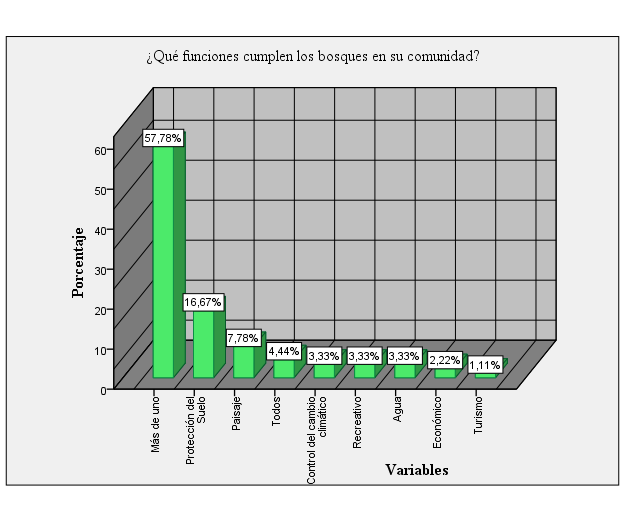 ¿Qué funciones cumplen los bosques en su comunidad?
Porcentaje
60
50
40
30
20
10
0
57,78%
16,67%
7,78%
4,44%
3,33%
3,33%
3,33%
2,22%
1,11%
Más de uno
Protección del
Suelo
Paisaje
Todos
Control del cambio
climático
Recreativo
Agua
Económico
Turismo
Variables